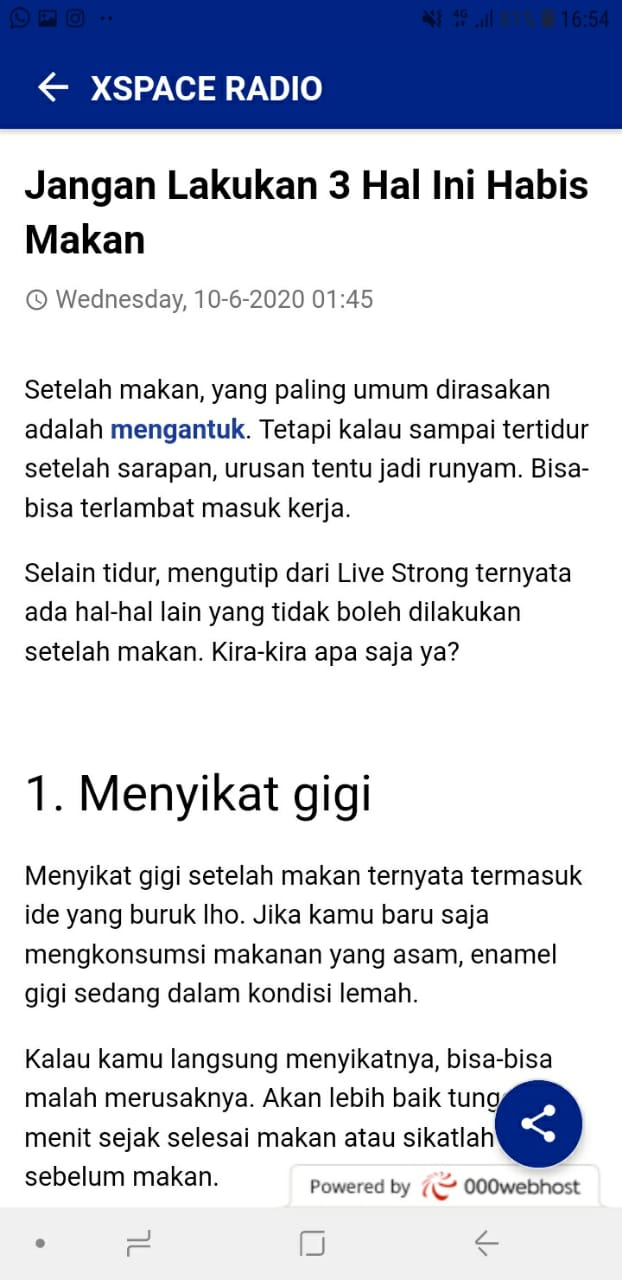 4G 81% 16:54
XSPACE RADIO
Jangan Lakukan 3 Hal Ini Habis
Makan
Wednesday, 10-6-2020 01:45
Setelah makan, yang paling umum dirasakan
adalah mengantuk. Tetapi kalau sampai tertidur
setelah sarapan, urusan tentu jadi runyam. Bisa-
bisa terlambat masuk kerja.
Selain tidur, mengutip dari Live Strong ternyata
ada hal-hal lain yang tidak boleh dilakukan
setelah makan. Kira-kira apa saja ya?
1. Menyikat gigi
Menyikat gigi setelah makan ternyata termasuk
ide yang buruk lho. Jika kamu baru saja
mengkonsumsi makanan yang asam, enamel
gigi sedang dalam kondisi lemah.
Kalau kamu langsung menyikatnya, bisa-bisa
malah merusaknya. Akan lebih baik tung
menit sejak selesai makan atau sikatlah
sebelum makan.
Powered by 000webhost